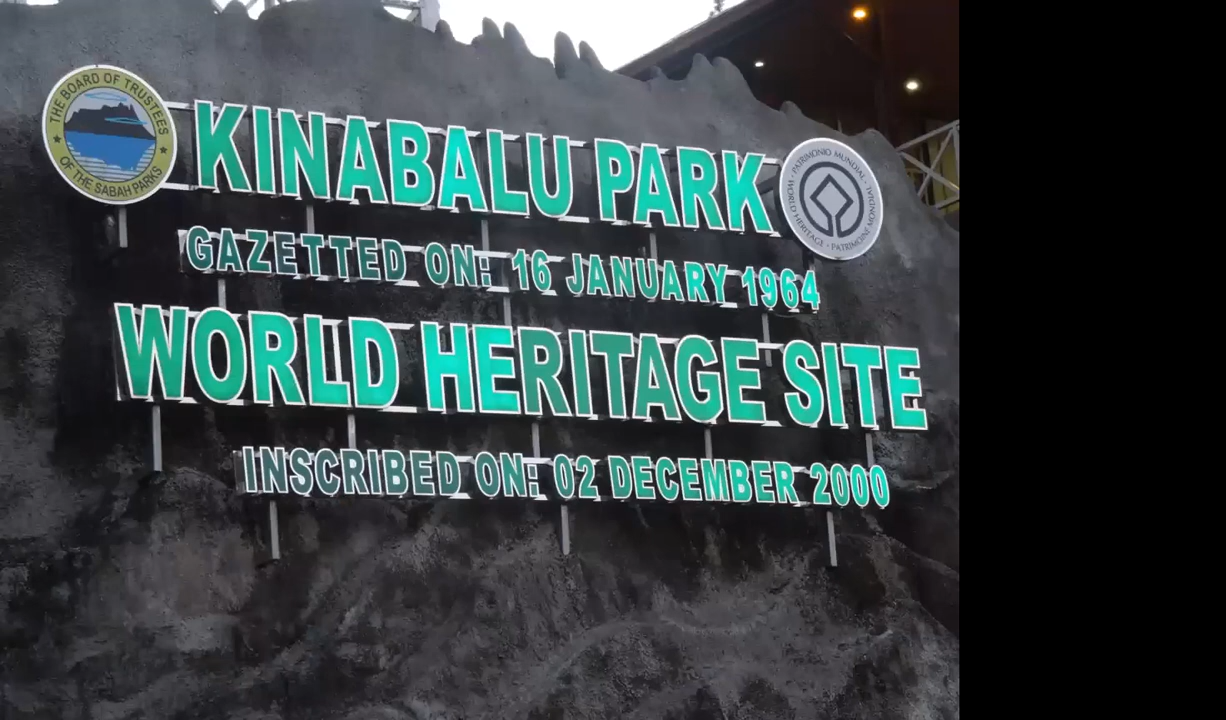 THE BOARD OF TRUSTEES
OF THE SABAH PARKS
KINABALU PARK
PATRIMONIO MUNDIAL
WORLD HERITAGE
PATRIMOINE MONDIAL
GAZETTED ON: 16 JANUARY 1964
WORLD HERITAGE SITE
INSCRIBED ON: 02 DECEMBER 2000